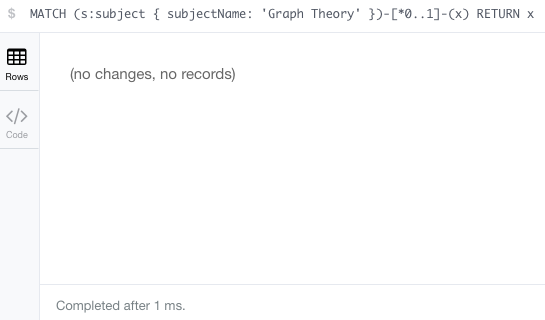 $ MATCH (s:subject { subjectName: 'Graph Theory' })-[*0..1]-(x) RETURN x
Rows
(no changes, no records)
</>
Code
Completed after 1 ms.